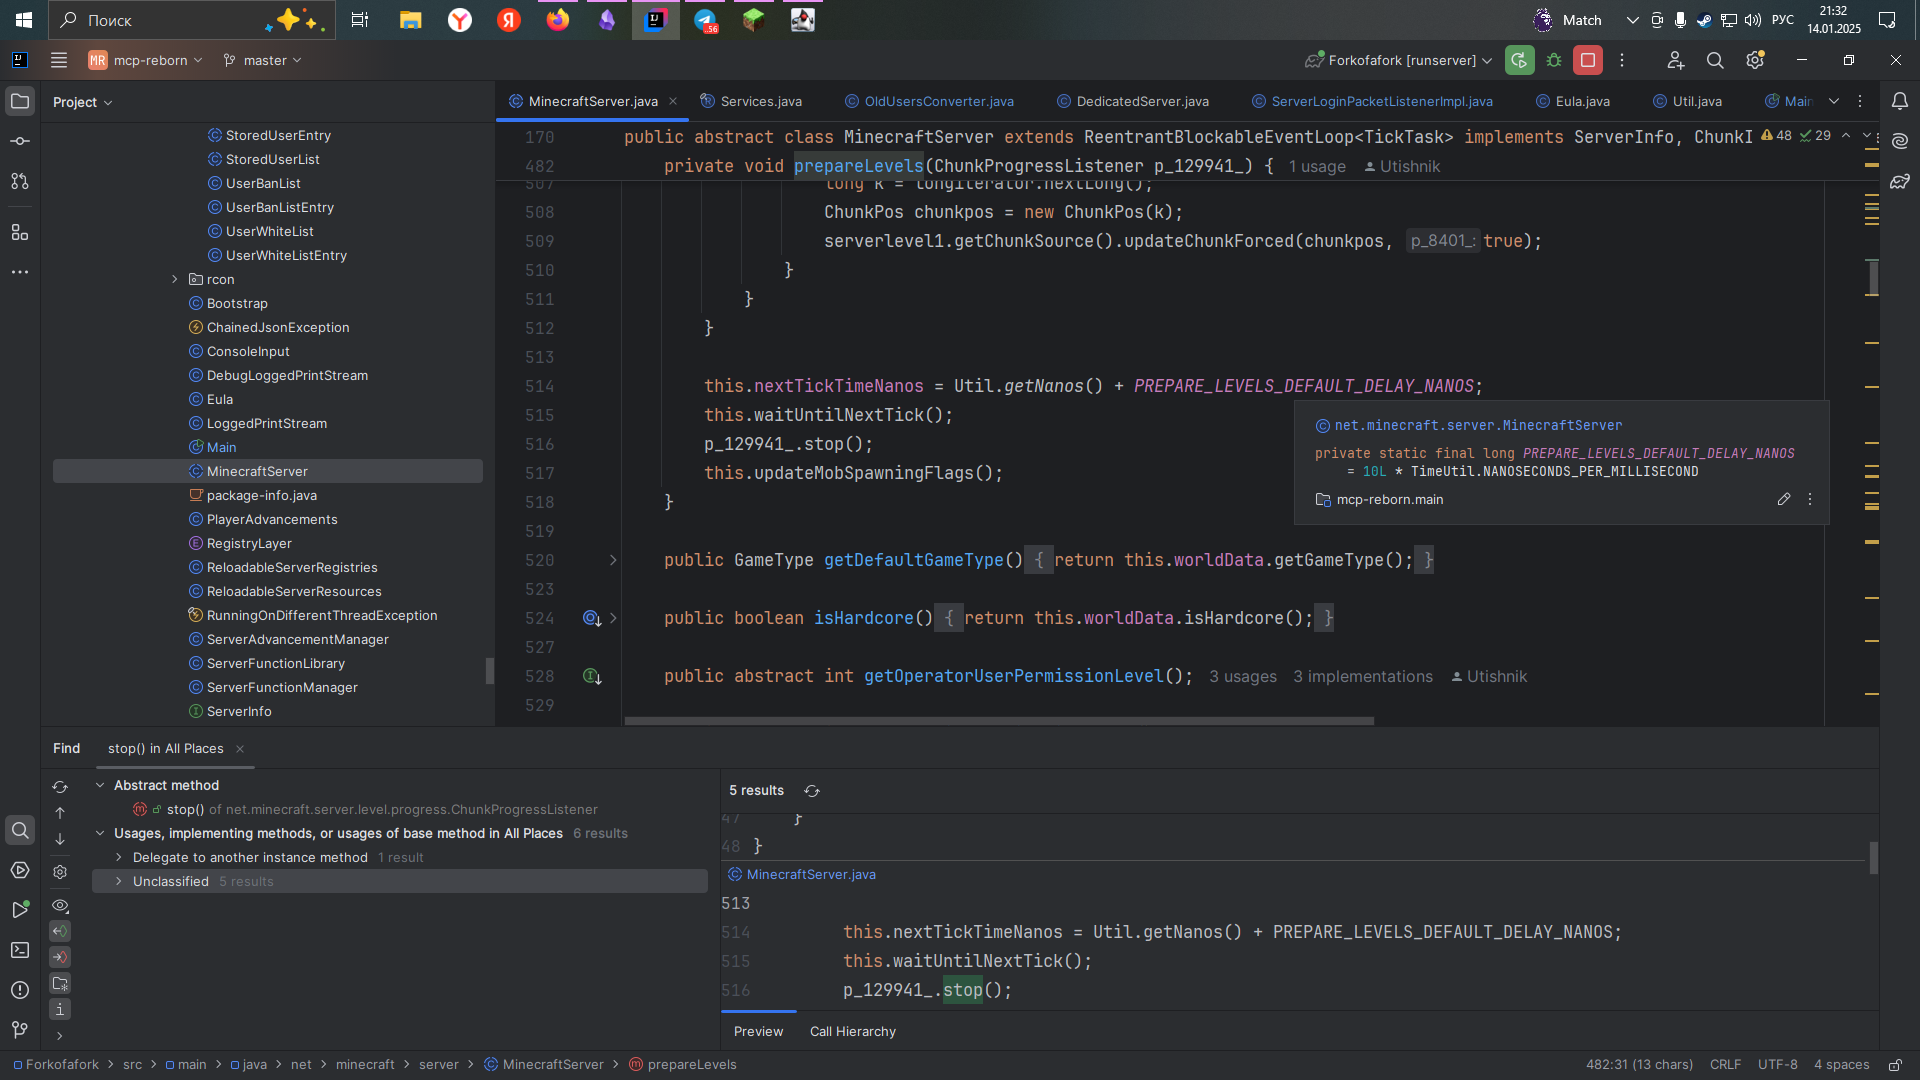 Поиск
.56
Match
РУС
21:32
14.01.2025
MR mcp-reborn
master
Forkofafork [runserver]
Project
MinecraftServer.java
Services.java
OldUsersConverter.java
DedicatedServer.java
ServerLoginPacketListenerImpl.java
Eula.java
Util.java
Main
StoredUserEntry
StoredUserList
UserBanList
UserBanListEntry
UserWhiteList
UserWhiteListEntry
rcon
Bootstrap
ChainedJsonException
ConsoleInput
DebugLoggedPrintStream
Eula
LoggedPrintStream
Main
MinecraftServer
package-info.java
PlayerAdvancements
RegistryLayer
ReloadableServerRegistries
ReloadableServerResources
RunningOnDifferentThreadException
ServerAdvancementManager
ServerFunctionLibrary
ServerFunctionManager
ServerInfo
170 public abstract class MinecraftServer extends ReentrantBlockableEventLoop<TickTask> implements ServerInfo, ChunkI
48 29
482 private void prepareLevels(ChunkProgressListener p_129941_) { 1 usage Utishnik
507 long k = longiterator.nextLong();
508 ChunkPos chunkpos = new ChunkPos(k);
509 serverlevel1.getChunkSource().updateChunkForced(chunkpos, p_8401_: true);
510 }
511 }
512 }
513
514 this.nextTickTimeNanos = Util.getNanos() + PREPARE_LEVELS_DEFAULT_DELAY_NANOS;
515 this.waitUntilNextTick();
516 p_129941_.stop();
517 this.updateMobSpawningFlags();
518 }
519
520 public GameType getDefaultGameType() { return this.worldData.getGameType(); }
523
524 public boolean isHardcore() { return this.worldData.isHardcore(); }
527
528 public abstract int getOperatorUserPermissionLevel(); 3 usages 3 implementations Utishnik
529
net.minecraft.server.MinecraftServer
private static final long PREPARE_LEVELS_DEFAULT_DELAY_NANOS
= 10L * TimeUtil.NANOSECONDS_PER_MILLISECOND
mcp-reborn.main
Find
stop() in All Places
Abstract method
stop() of net.minecraft.server.level.progress.ChunkProgressListener
Usages, implementing methods, or usages of base method in All Places 6 results
Delegate to another instance method 1 result
Unclassified 5 results
5 results
47 }
48 }
MinecraftServer.java
513
514 this.nextTickTimeNanos = Util.getNanos() + PREPARE_LEVELS_DEFAULT_DELAY_NANOS;
515 this.waitUntilNextTick();
516 p_129941_.stop();
Preview
Call Hierarchy
Forkofafork > src > main > java > net > minecraft > server > MinecraftServer > prepareLevels
482:31 (13 chars)
CRLF
UTF-8
4 spaces